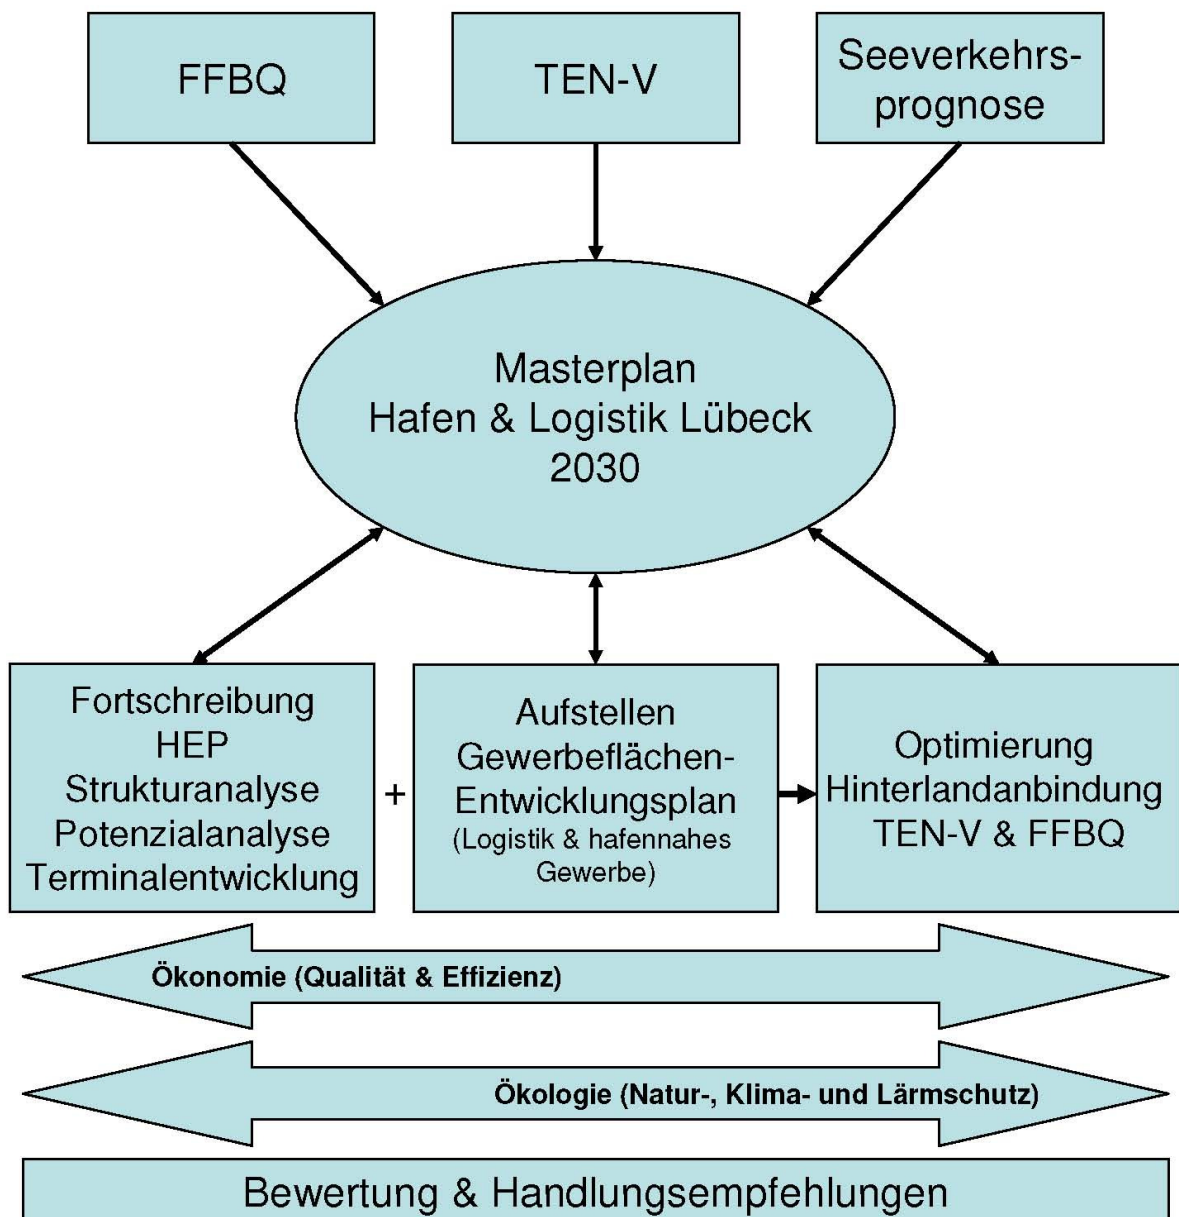 FFBQ
TEN-V
Seeverkehrs-
prognose
Masterplan
Hafen & Logistik Lübeck
2030
Fortschreibung
HEP
Strukturanalyse
Potenzialanalyse
Terminalentwicklung
+
Aufstellen
Gewerbeflächen-
Entwicklungsplan
(Logistik & hafennahes
Gewerbe)
Optimierung
Hinterlandanbindung
TEN-V & FFBQ
Ökonomie (Qualität & Effizienz)
Ökologie (Natur-, Klima- und Lärmschutz)
Bewertung & Handlungsempfehlungen